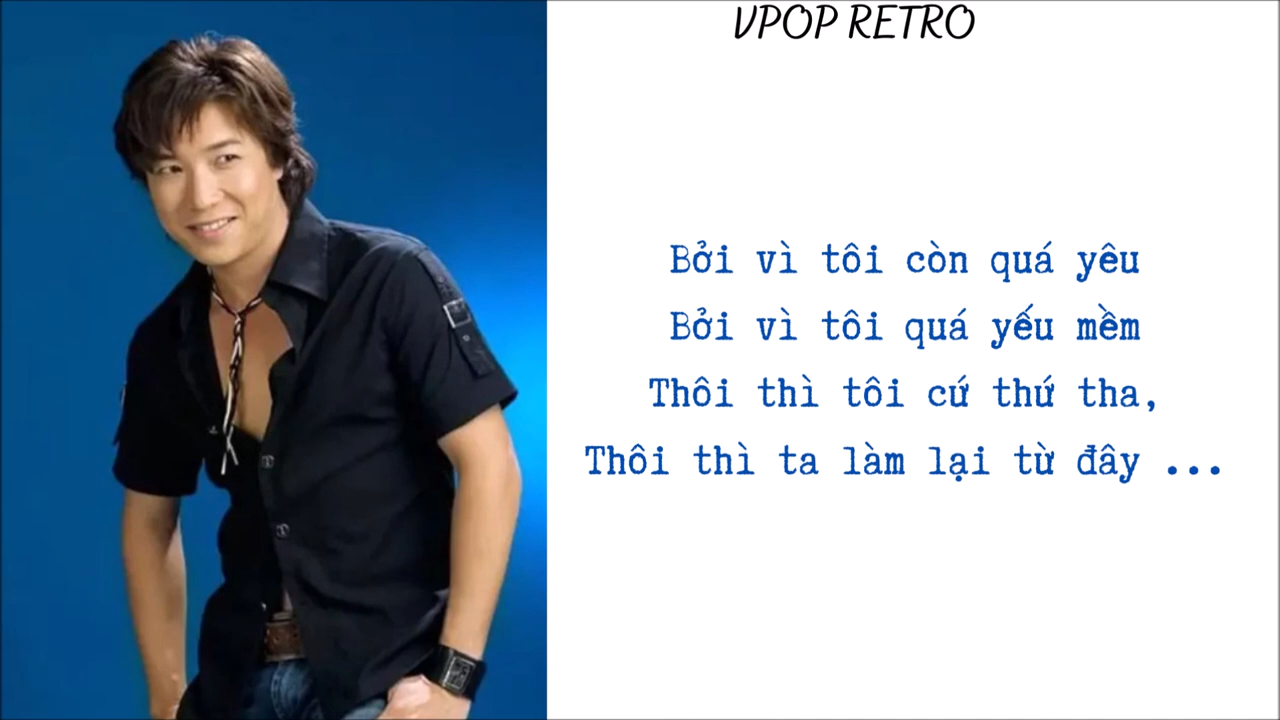 VPOP RETRO
Bởi vì tôi còn quá yêu
Bởi vì tôi quá yếu mềm
Thôi thì tôi cứ thứ tha,
Thôi thì ta làm lại từ đây ...